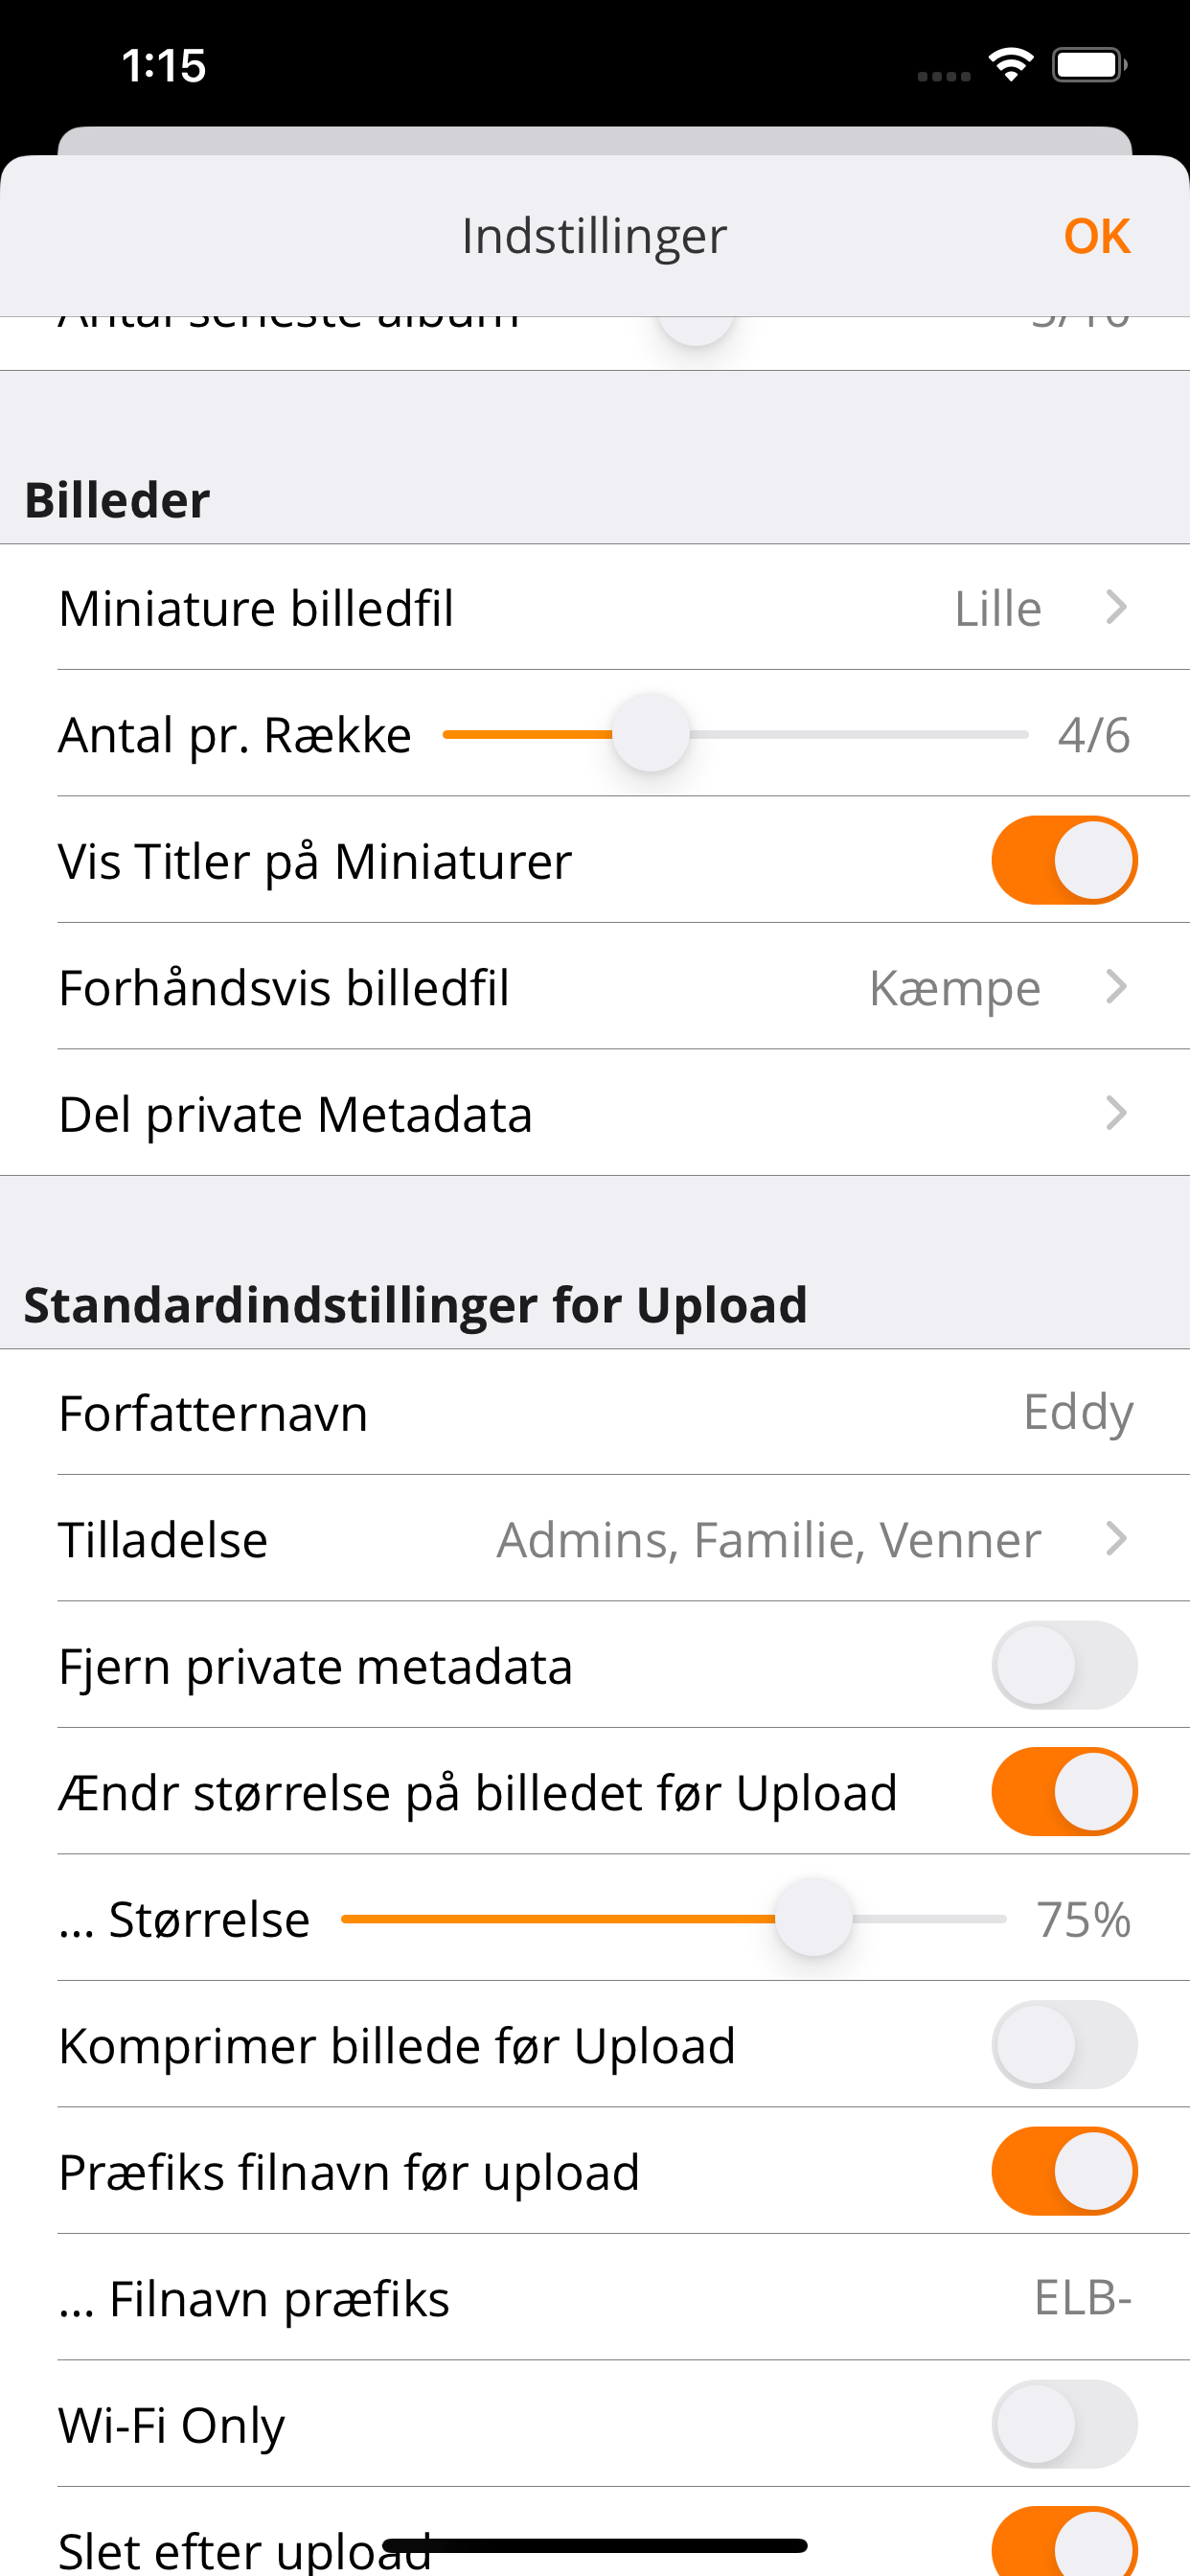 1:15
Indstillinger
OK
Antal seneste album
Billeder
Miniature billedfil
Lille
Antal pr. Række
4/6
Vis Titler på Miniaturer
Forhåndsvis billedfil
Kæmpe
Del private Metadata
Standardindstillinger for Upload
Forfatternavn
Eddy
Tilladelse
Admins, Familie, Venner
Fjern private metadata
Ændr størrelse på billedet før Upload
... Størrelse
75%
Komprimer billede før Upload
Præfiks filnavn før upload
... Filnavn præfiks
ELB-
Wi-Fi Only
Slet efter upload